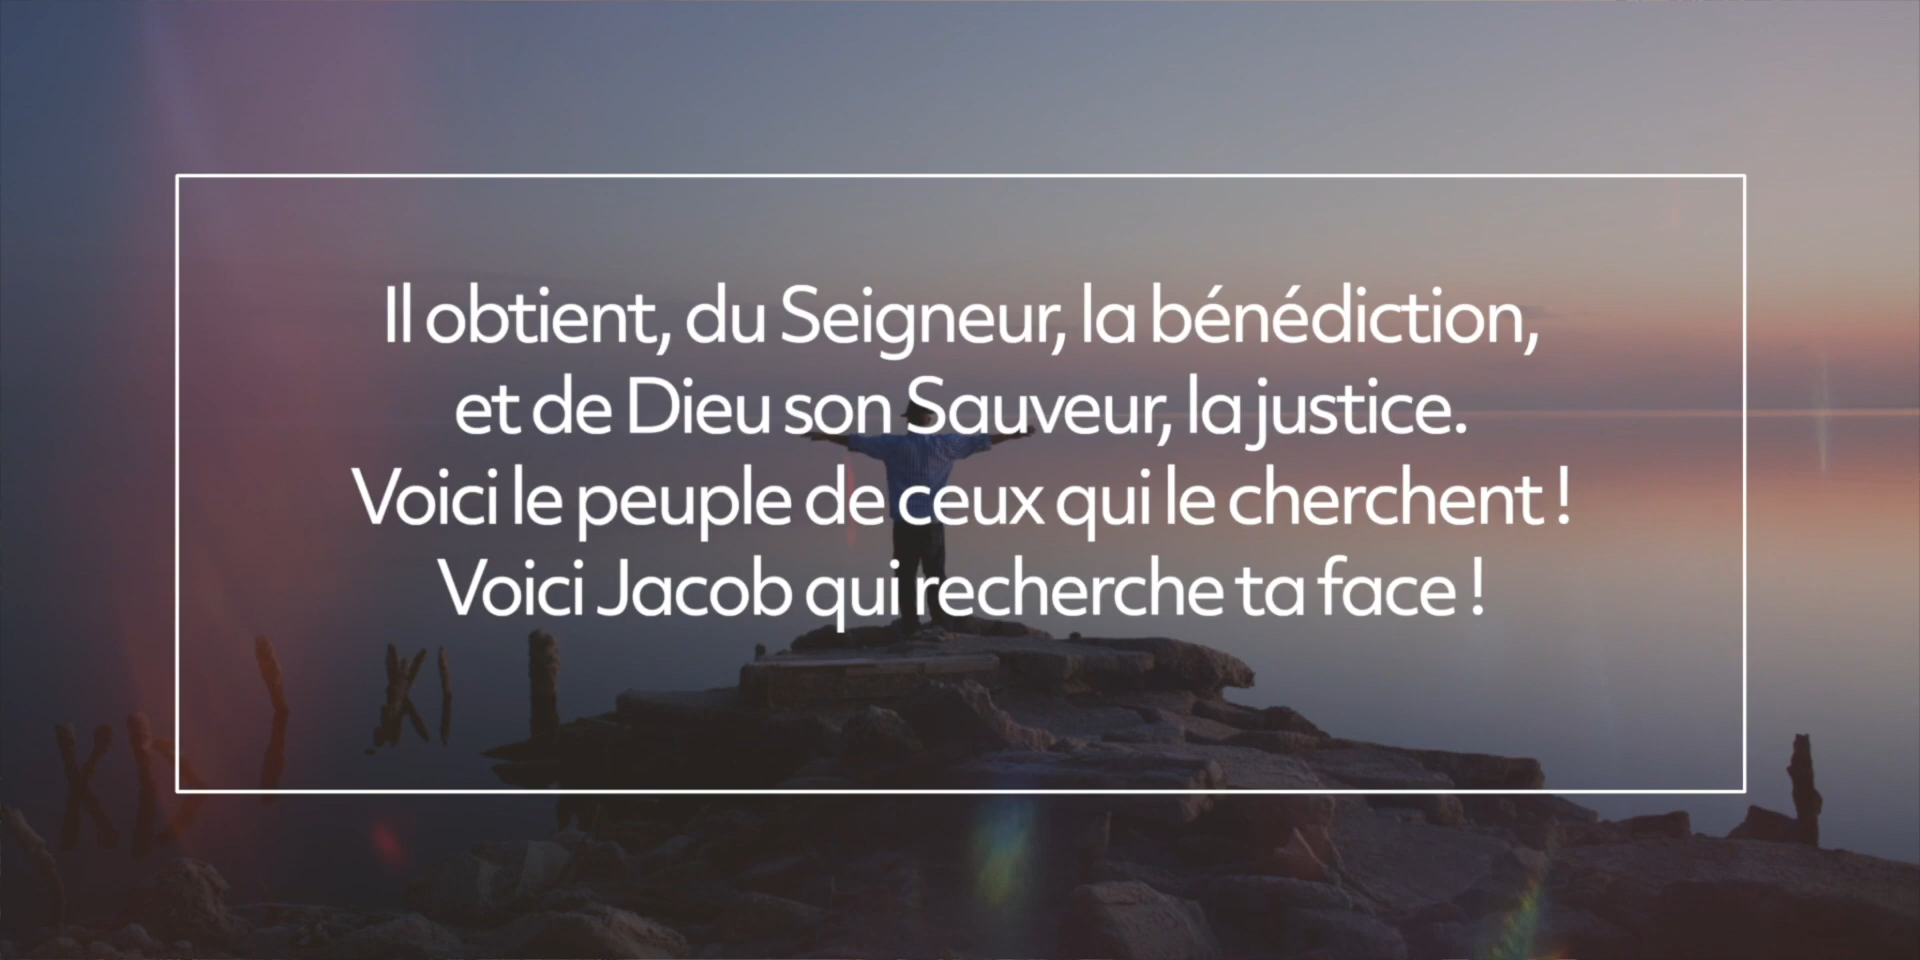 Il obtient, du Seigneur, la bénédiction,
et de Dieu son Sauveur, la justice.
Voici le peuple de ceux qui le cherchent !
Voici Jacob qui recherche ta face !